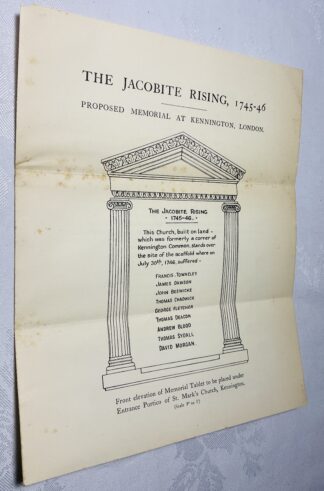 THE JACOBITE RISING, 1745-46
PROPOSED MEMORIAL AT KENNINGTON, LONDON.
THE JACOBITE RISING
· 1745-46. ·
This Church, built on land -
which was formerly a corner of
Kennington Common, stands over
the site of the scaffold where on
July 30th, 1746, suffered -
FRANCIS TOWNELEY
JAMES DAWSON
JOHN BERWICKE
THOMAS CHADWICK
GEORGE FLETCHER
THOMAS DEACON
ANDREW BLOOD
THOMAS SYDALL
DAVID MORGAN.
Front elevation of Memorial Tablet to be placed under
Entrance Portico of St. Mark's Church, Kennington.